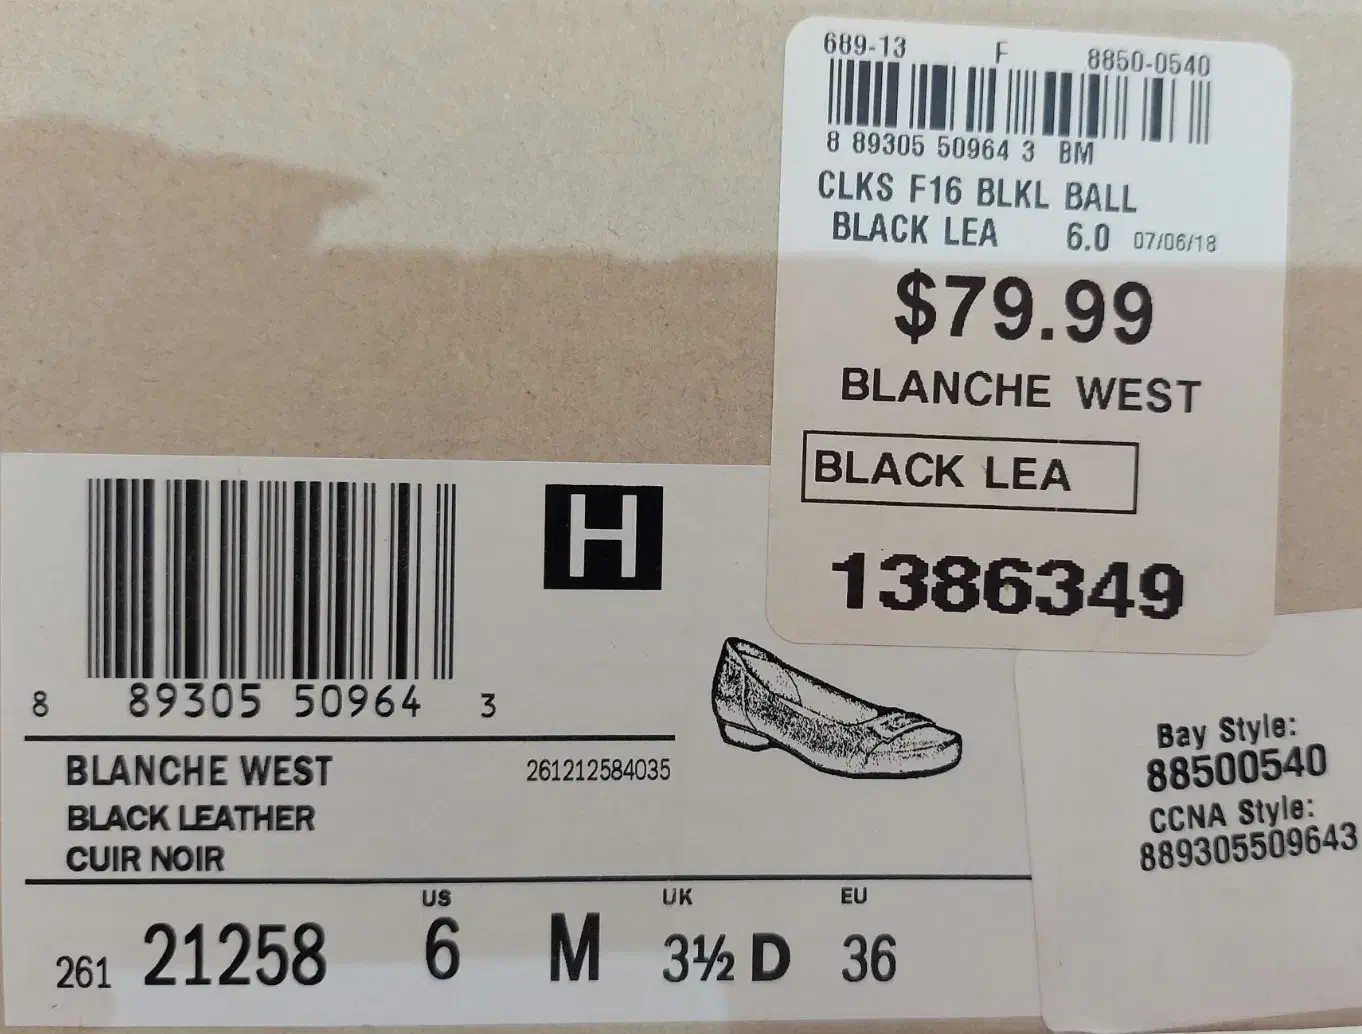 689-13 F 8850-0540
8 89305 50964 3 BM
CLKS F16 BLKL BALL
BLACK LEA 6.0 07/06/18
$79.99
BLANCHE WEST
BLACK LEA
1386349
H
8 89305 50964 3
BLANCHE WEST 261212584035
BLACK LEATHER
CUIR NOIR
US UK EU
261 21258 6 M 3½ D 36
Bay Style:
88500540
CCNA Style:
889305509643